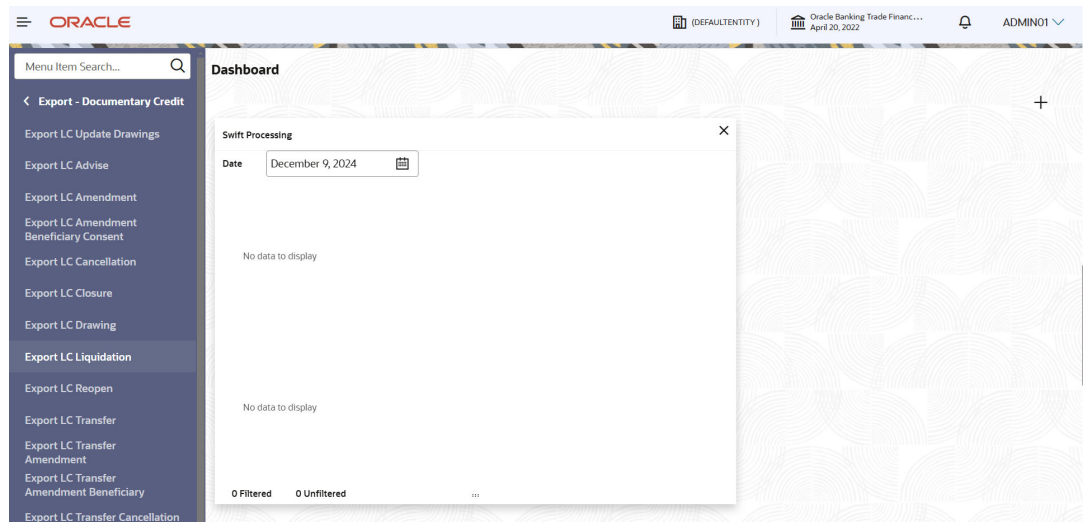 ORACLE
(DEFAULTENTITY )
Oracle Banking Trade Financ...
April 20, 2022
ADMIN01
Menu Item Search...
Export - Documentary Credit
Export LC Update Drawings
Export LC Advise
Export LC Amendment
Export LC Amendment
Beneficiary Consent
Export LC Cancellation
Export LC Closure
Export LC Drawing
Export LC Liquidation
Export LC Reopen
Export LC Transfer
Export LC Transfer
Amendment
Export LC Transfer
Amendment Beneficiary
Export LC Transfer Cancellation
Dashboard
Swift Processing
Date
December 9, 2024
No data to display
No data to display
0 Filtered
0 Unfiltered